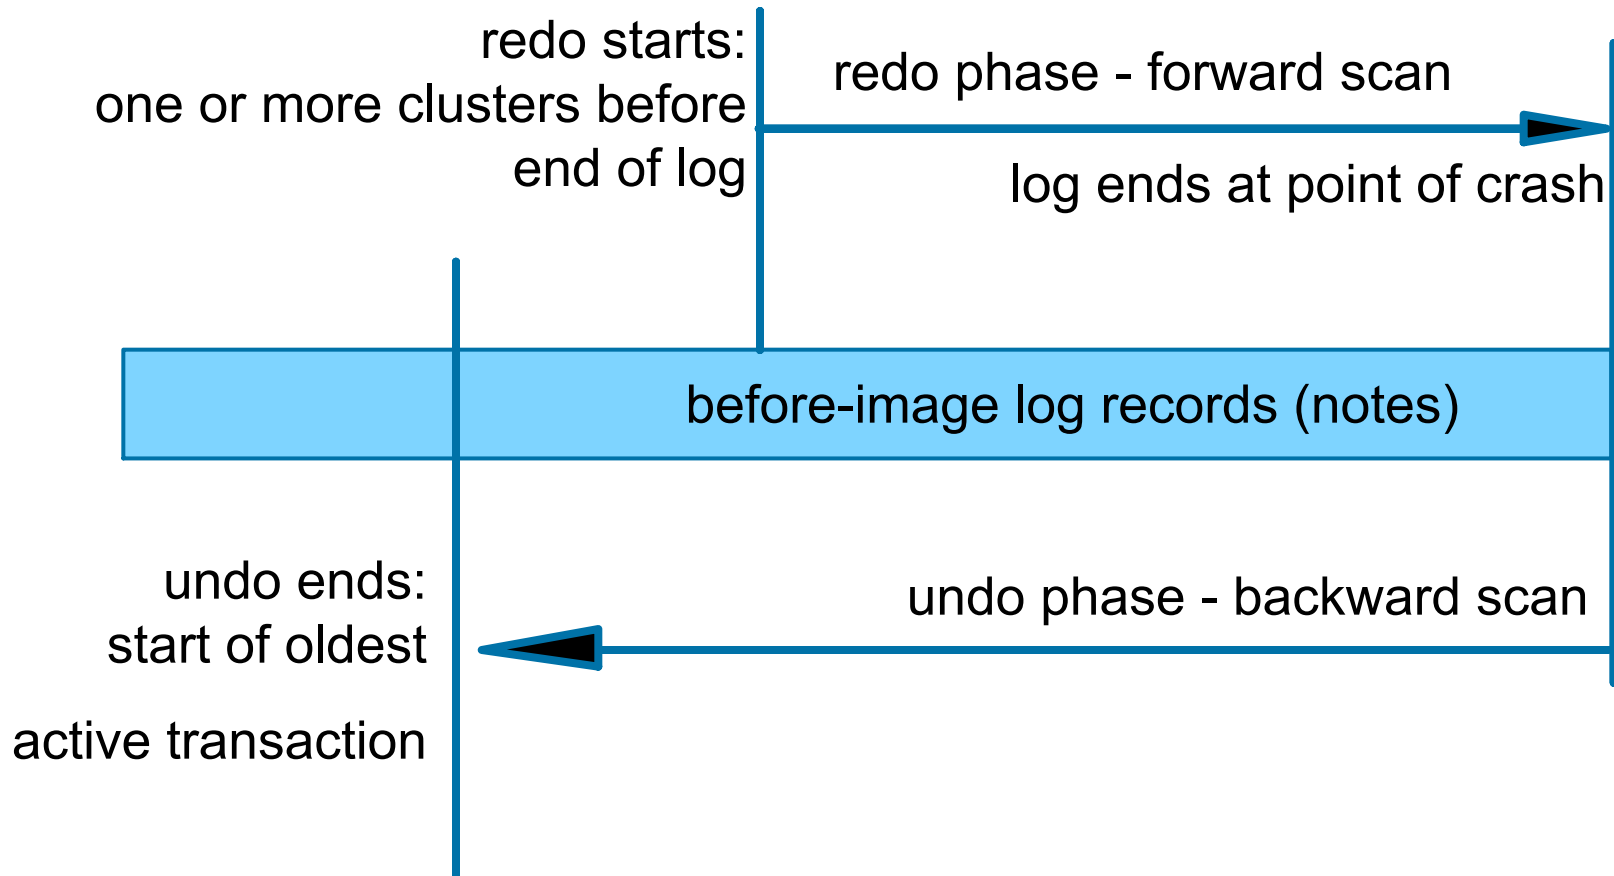 redo starts:
one or more clusters before
end of log
redo phase - forward scan
log ends at point of crash
before-image log records (notes)
undo ends:
start of oldest
active transaction
undo phase - backward scan